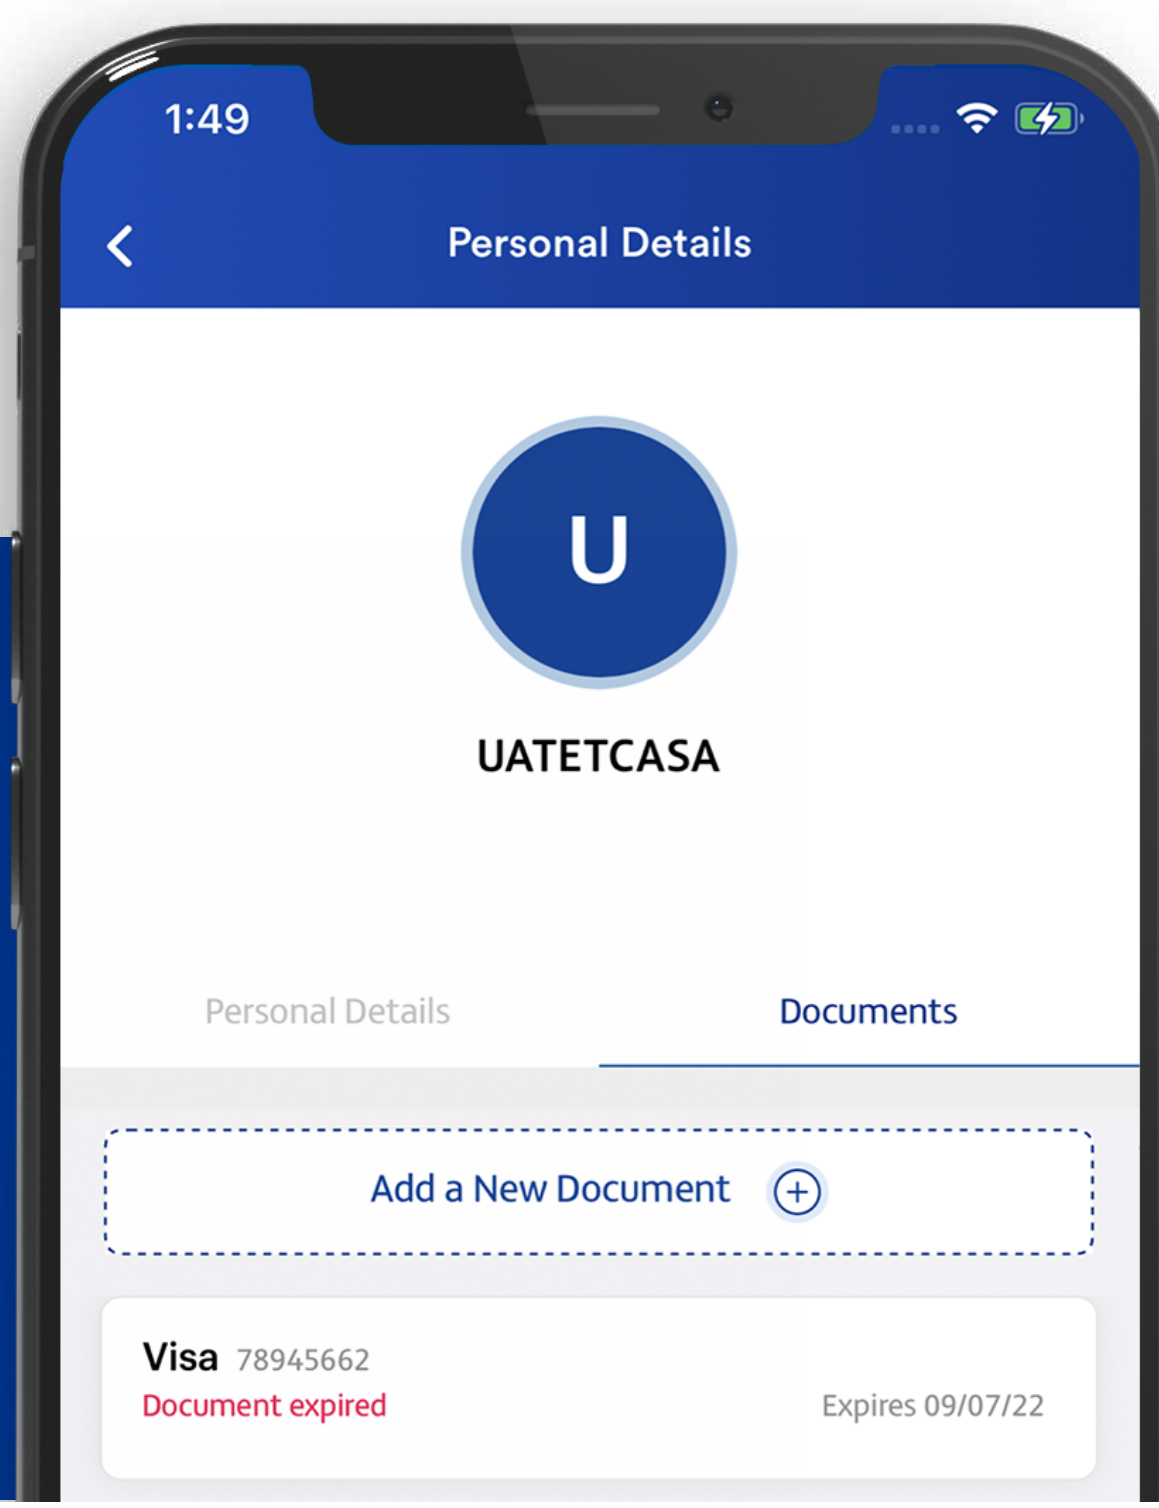 1:49
Personal Details
U
UATETCASA
Personal Details Documents
Add a New Document
Visa 78945662
Document expired Expires 09/07/22